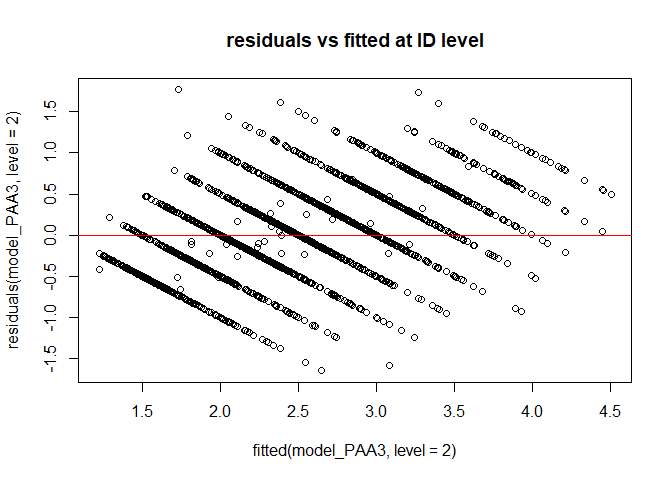 residuals vs fitted at ID level
residuals(model_PAA3, level = 2)
1.5
1.0
0.5
0.0
-0.5
-1.0
-1.5
1.5 2.0 2.5 3.0 3.5 4.0 4.5
fitted(model_PAA3, level = 2)